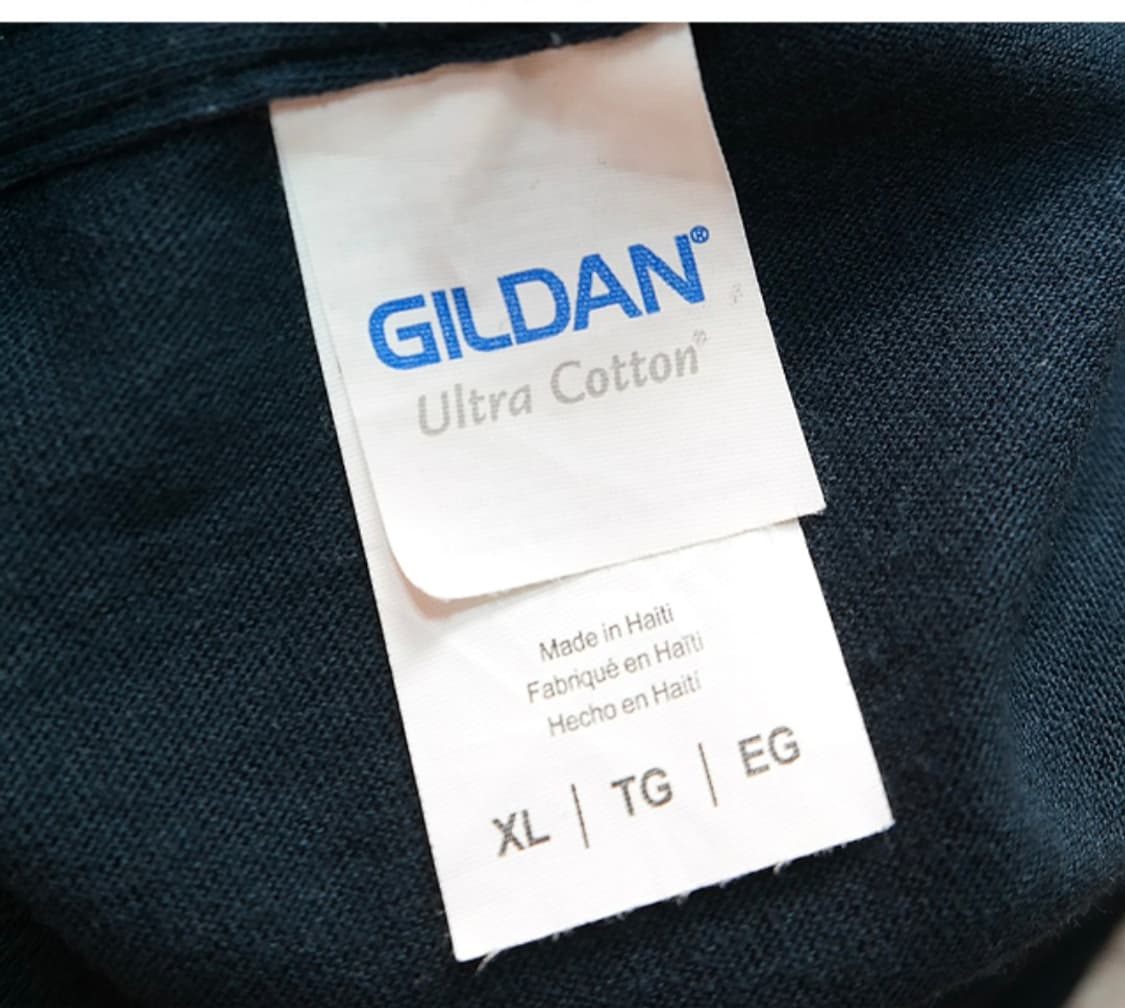 GILDAN®
Ultra Cotton®
Made in Haiti
Fabriqué en Haïti
Hecho en Haití
XL | TG | EG